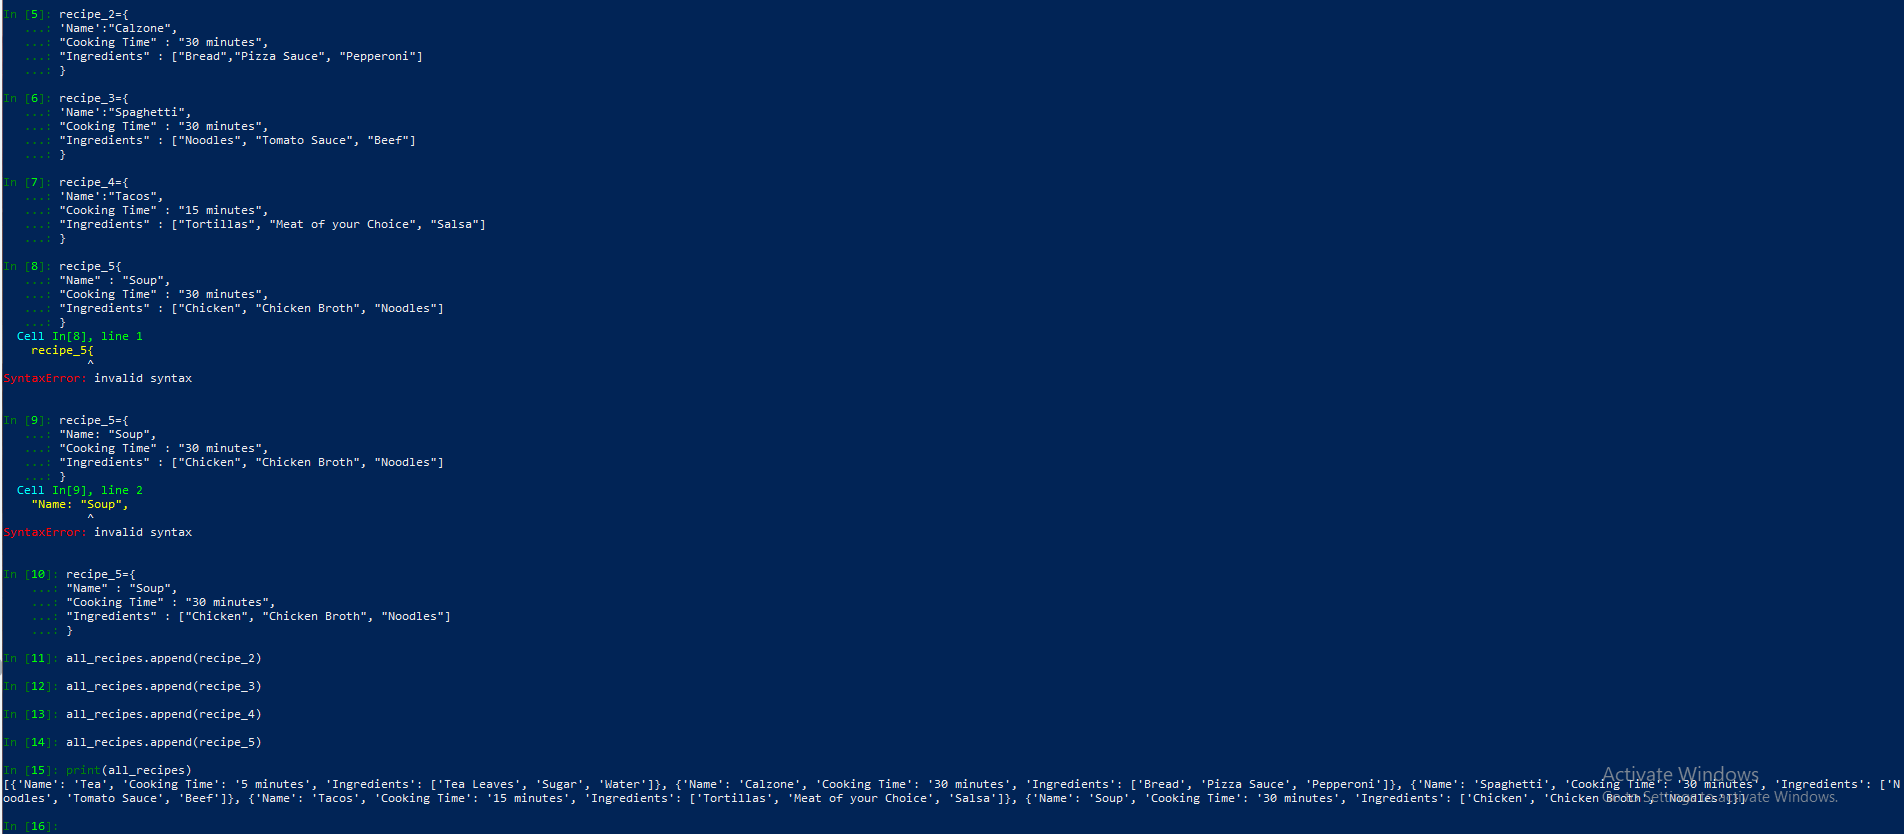 In [5]: recipe_2={
...: 'Name':"Calzone",
...: "Cooking Time" : "30 minutes",
...: "Ingredients" : ["Bread","Pizza Sauce", "Pepperoni"]
...: }
In [6]: recipe_3={
...: 'Name':"Spaghetti",
...: "Cooking Time" : "30 minutes",
...: "Ingredients" : ["Noodles", "Tomato Sauce", "Beef"]
...: }
In [7]: recipe_4={
...: 'Name':"Tacos",
...: "Cooking Time" : "15 minutes",
...: "Ingredients" : ["Tortillas", "Meat of your Choice", "Salsa"]
...: }
In [8]: recipe_5{
...: "Name" : "Soup",
...: "Cooking Time" : "30 minutes",
...: "Ingredients" : ["Chicken", "Chicken Broth", "Noodles"]
...: }
Cell In[8], line 1
recipe_5{
^
SyntaxError: invalid syntax
In [9]: recipe_5={
...: "Name: "Soup",
...: "Cooking Time" : "30 minutes",
...: "Ingredients" : ["Chicken", "Chicken Broth", "Noodles"]
...: }
Cell In[9], line 2
"Name: "Soup",
^
SyntaxError: invalid syntax
In [10]: recipe_5={
...: "Name" : "Soup",
...: "Cooking Time" : "30 minutes",
...: "Ingredients" : ["Chicken", "Chicken Broth", "Noodles"]
...: }
In [11]: all_recipes.append(recipe_2)
In [12]: all_recipes.append(recipe_3)
In [13]: all_recipes.append(recipe_4)
In [14]: all_recipes.append(recipe_5)
In [15]: print(all_recipes)
[{'Name': 'Tea', 'Cooking Time': '5 minutes', 'Ingredients': ['Tea Leaves', 'Sugar', 'Water']}, {'Name': 'Calzone', 'Cooking Time': '30 minutes', 'Ingredients': ['Bread', 'Pizza Sauce', 'Pepperoni']}, {'Name': 'Spaghetti', 'Cooking Time': '30 minutes', 'Ingredients': ['N
oodles', 'Tomato Sauce', 'Beef']}, {'Name': 'Tacos', 'Cooking Time': '15 minutes', 'Ingredients': ['Tortillas', 'Meat of your Choice', 'Salsa']}, {'Name': 'Soup', 'Cooking Time': '30 minutes', 'Ingredients': ['Chicken', 'Chicken Broth', 'Noodles']}]
Activate Windows
Go to Settings to activate Windows.
In [16]: